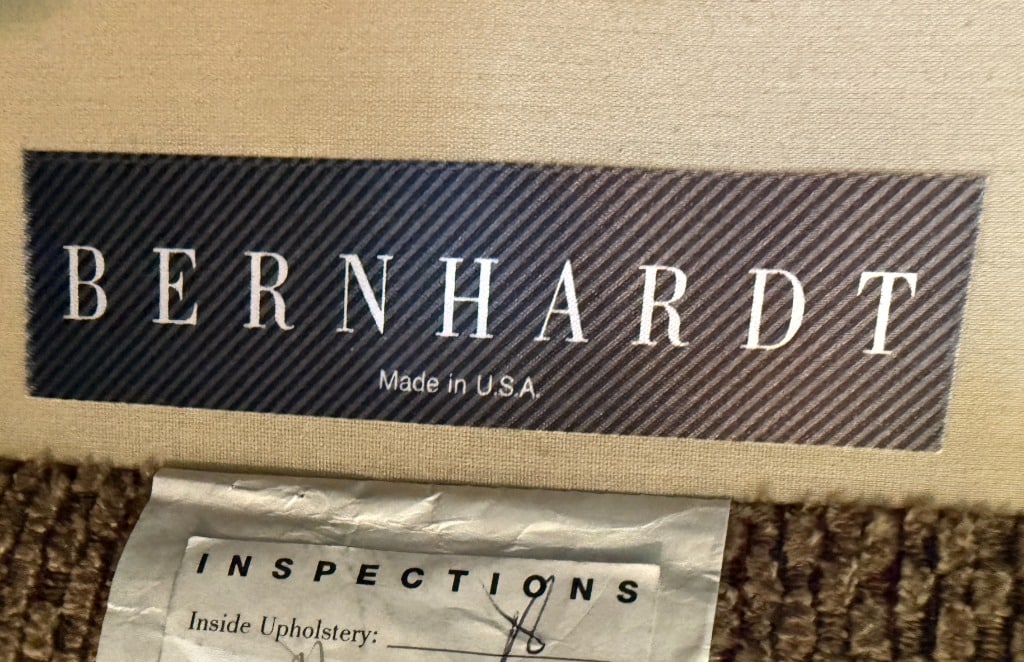 BERNHARDT
Made in U.S.A.
INSPECTIONS
Inside Upholstery: